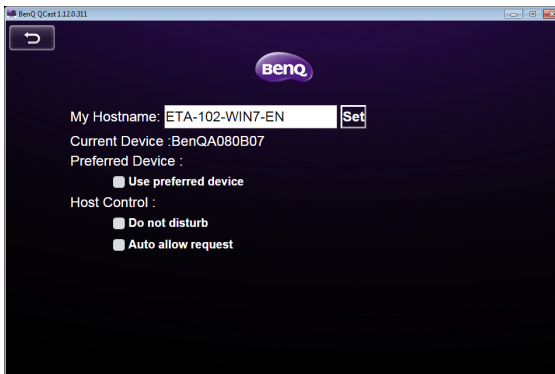 BenQ QCast 1.12.0.311
BenQ
My Hostname: ETA-102-WIN7-EN Set
Current Device :BenQA080B07
Preferred Device :
Use preferred device
Host Control :
Do not disturb
Auto allow request